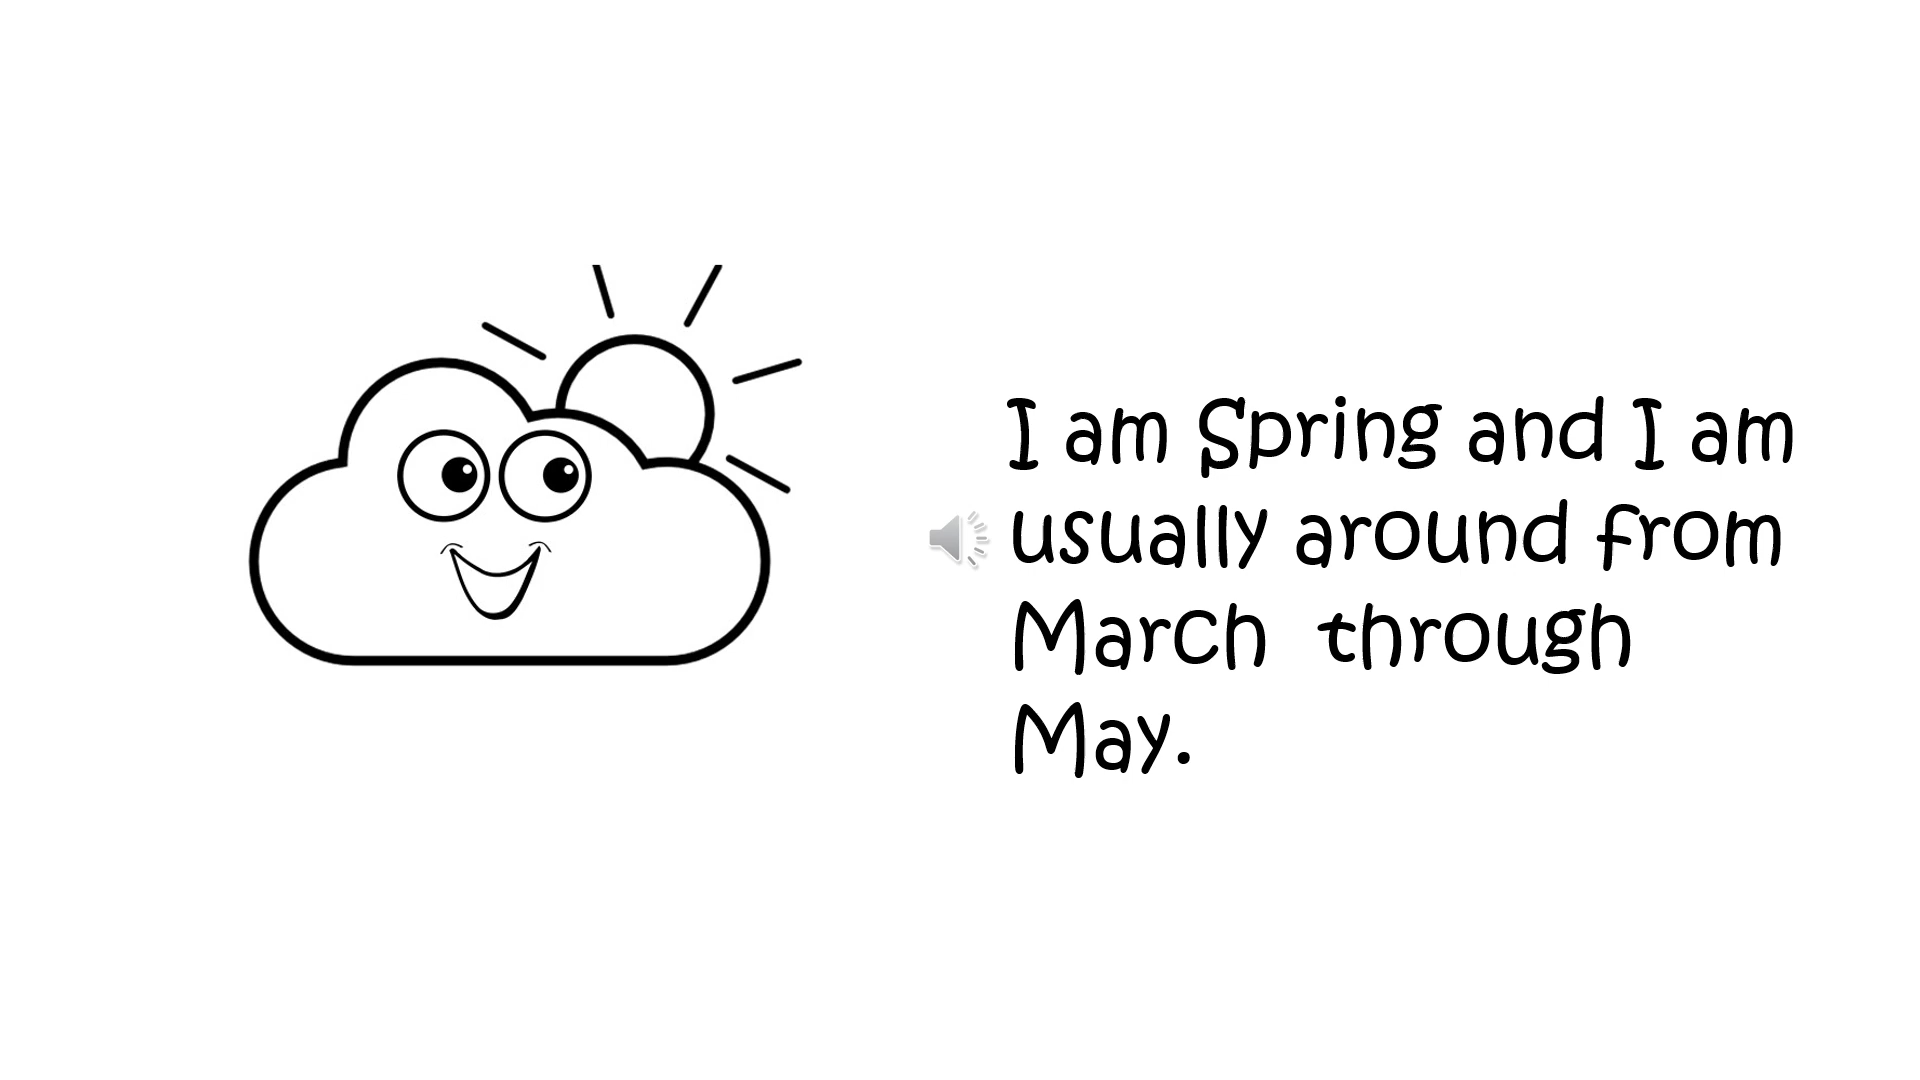 I am Spring and I am
usually around from
March  through
May.